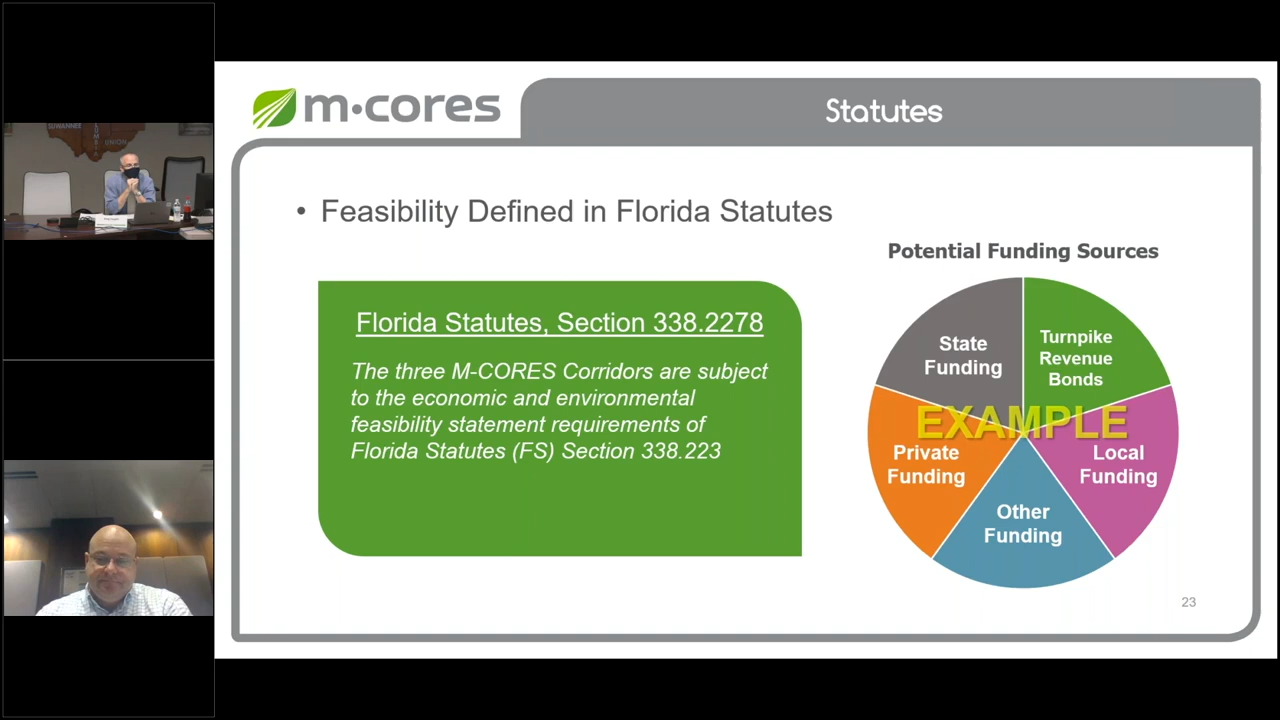 m·cores
Statutes
• Feasibility Defined in Florida Statutes
Potential Funding Sources
Florida Statutes, Section 338.2278
The three M-CORES Corridors are subject
to the economic and environmental
feasibility statement requirements of
Florida Statutes (FS) Section 338.223
State
Funding
Turnpike
Revenue
Bonds
EXAMPLE
Private
Funding
Local
Funding
Other
Funding
23
SUWANNEE
UNION